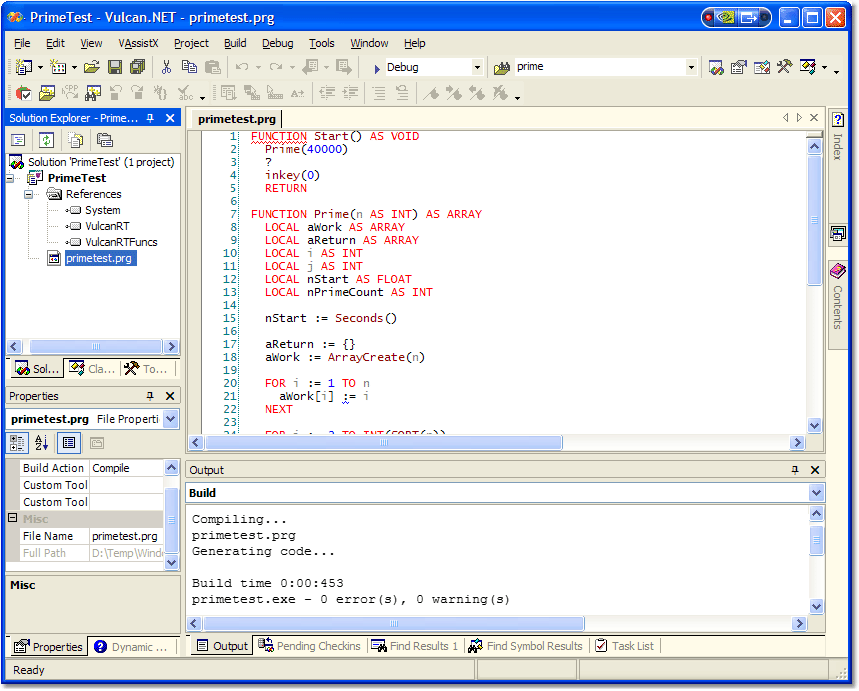 PrimeTest - Vulcan.NET - primetest.prg
File Edit View VAssistX Project Build Debug Tools Window Help
Debug prime
Solution Explorer - Prime...
Solution 'PrimeTest' (1 project)
PrimeTest
References
System
VulcanRT
VulcanRTFuncs
primetest.prg
Sol... Cla... To...
Properties
primetest.prg File Properti
Build Action Compile
Custom Tool
Custom Tool
Misc
File Name primetest.prg
Full Path D:\Temp\Wind
Misc
Properties Dynamic ...
primetest.prg
1 FUNCTION Start() AS VOID
2 Prime(40000)
3 ?
4 inkey(0)
5 RETURN
6
7 FUNCTION Prime(n AS INT) AS ARRAY
8 LOCAL aWork AS ARRAY
9 LOCAL aReturn AS ARRAY
10 LOCAL i AS INT
11 LOCAL j AS INT
12 LOCAL nStart AS FLOAT
13 LOCAL nPrimeCount AS INT
14
15 nStart := Seconds()
16
17 aReturn := {}
18 aWork := ArrayCreate(n)
19
20 FOR i := 1 TO n
21 aWork[i] := i
22 NEXT
23
Output
Build
Compiling...
primetest.prg
Generating code...
Build time 0:00:453
primetest.exe - 0 error(s), 0 warning(s)
Output Pending Checkins Find Results 1 Find Symbol Results Task List
Index
Contents
Ready